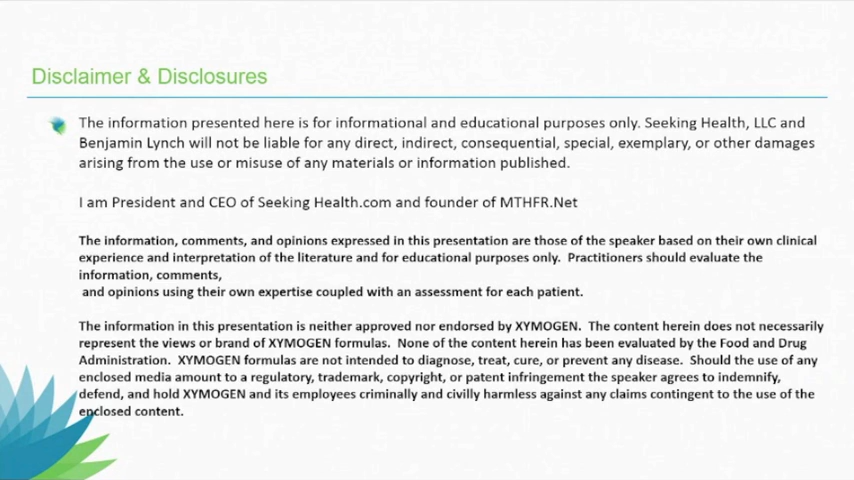 Disclaimer & Disclosures
The information presented here is for informational and educational purposes only. Seeking Health, LLC and
Benjamin Lynch will not be liable for any direct, indirect, consequential, special, exemplary, or other damages
arising from the use or misuse of any materials or information published.
I am President and CEO of Seeking Health.com and founder of MTHFR.Net
The information, comments, and opinions expressed in this presentation are those of the speaker based on their own clinical
experience and interpretation of the literature and for educational purposes only.  Practitioners should evaluate the
information, comments,
and opinions using their own expertise coupled with an assessment for each patient.
The information in this presentation is neither approved nor endorsed by XYMOGEN.  The content herein does not necessarily
represent the views or brand of XYMOGEN formulas.  None of the content herein has been evaluated by the Food and Drug
Administration.  XYMOGEN formulas are not intended to diagnose, treat, cure, or prevent any disease.  Should the use of any
enclosed media amount to a regulatory, trademark, copyright, or patent infringement the speaker agrees to indemnify,
defend, and hold XYMOGEN and its employees criminally and civilly harmless against any claims contingent to the use of the
enclosed content.